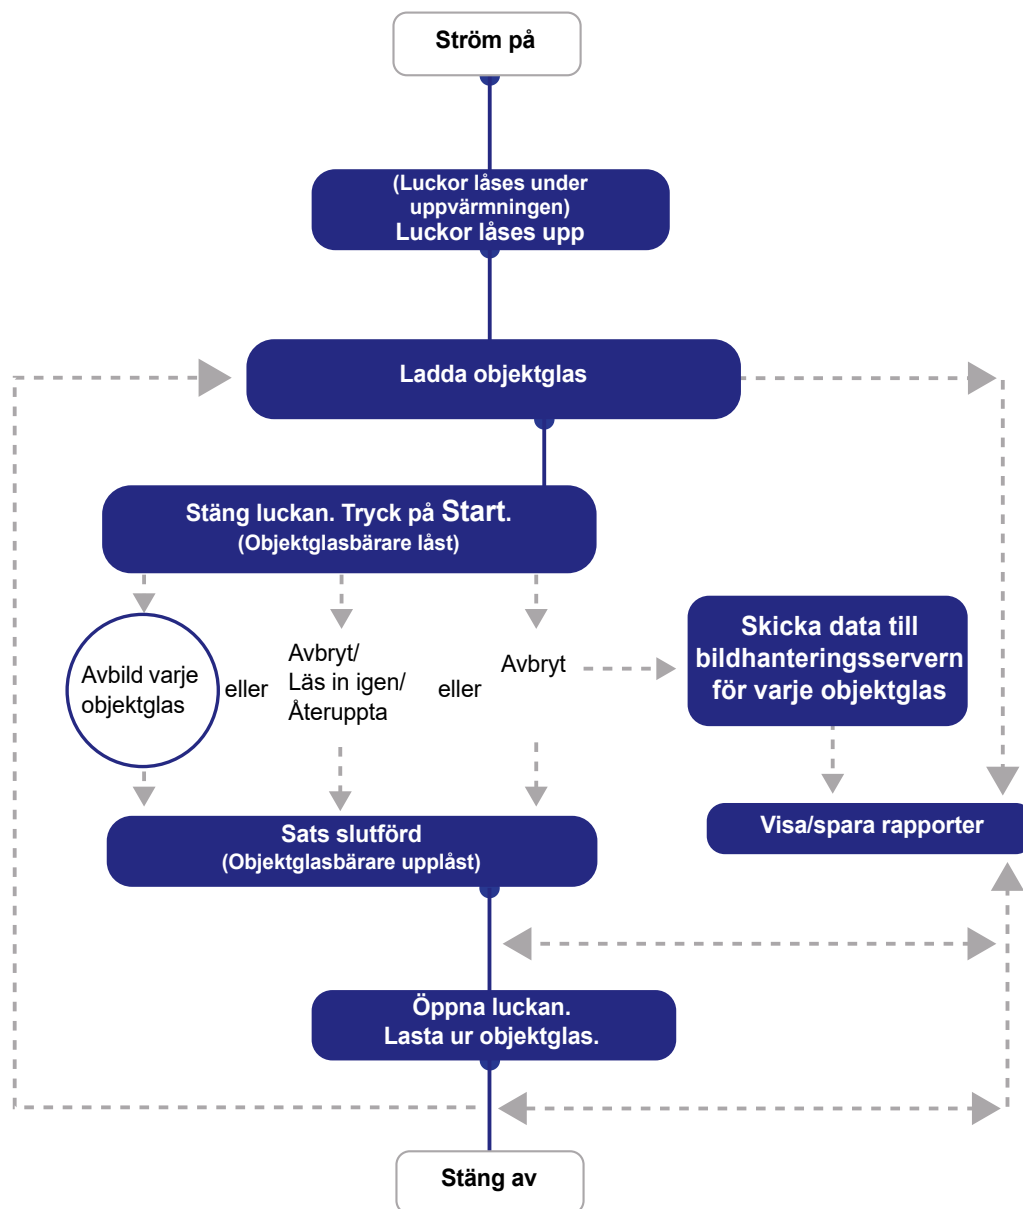 Ström på
(Luckor låses under
uppvärmningen)
Luckor låses upp
Ladda objektglas
Stäng luckan. Tryck på Start.
(Objektglasbärare låst)
Avbild varje
objektglas
eller
Avbryt/
Läs in igen/
Återuppta
eller
Avbryt
Skicka data till
bildhanteringsservern
för varje objektglas
Sats slutförd
(Objektglasbärare upplåst)
Visa/spara rapporter
Öppna luckan.
Lasta ur objektglas.
Stäng av